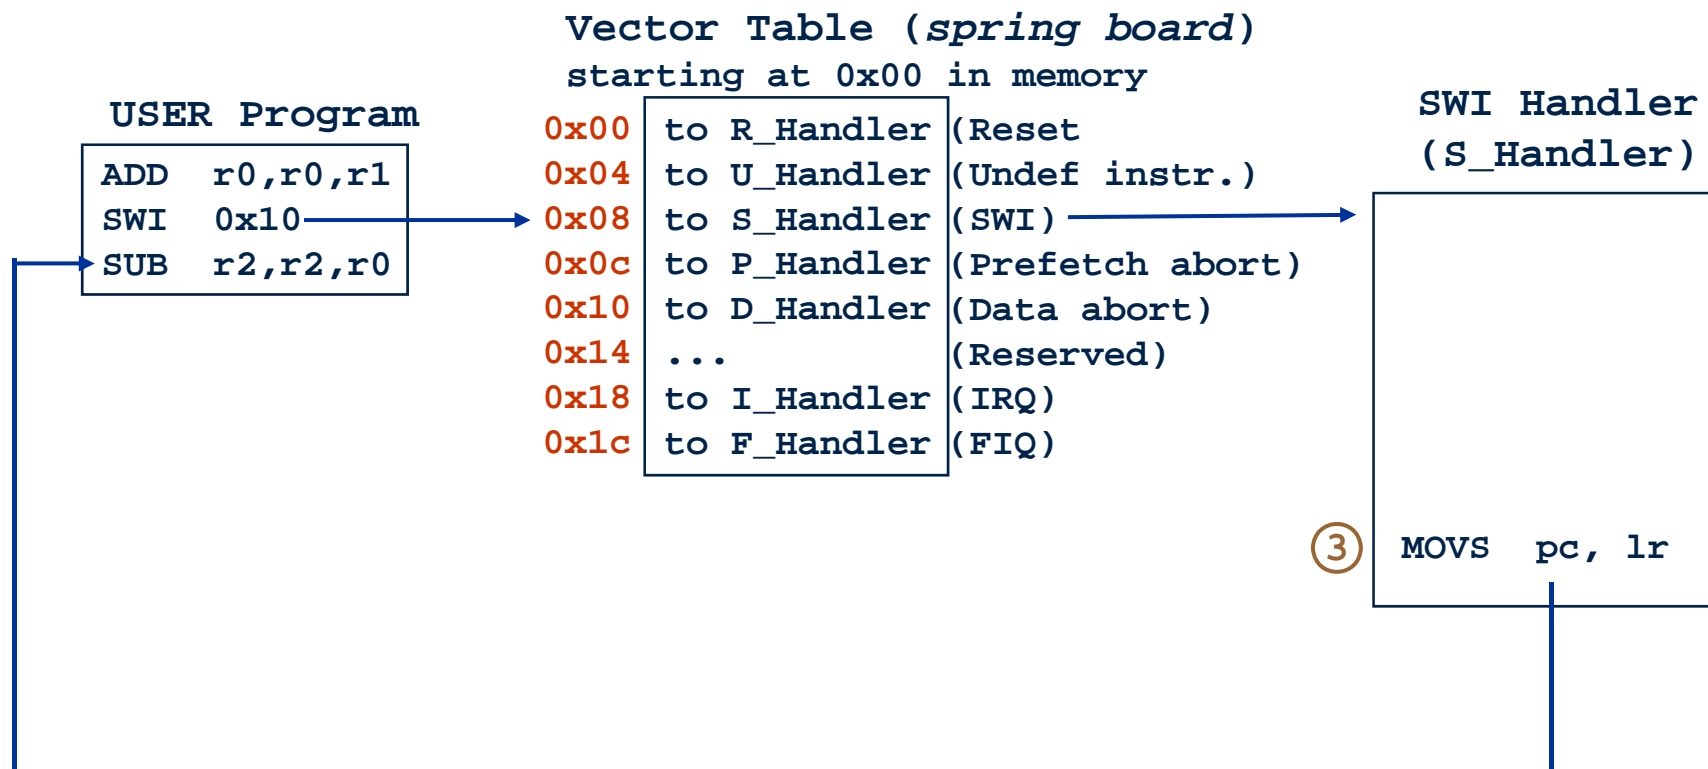 Vector Table (spring board)
starting at 0x00 in memory
USER Program
ADD r0,r0,r1
SWI 0x10
SUB r2,r2,r0
0x00 to R_Handler (Reset
0x04 to U_Handler (Undef instr.)
0x08 to S_Handler (SWI)
0x0c to P_Handler (Prefetch abort)
0x10 to D_Handler (Data abort)
0x14 ... (Reserved)
0x18 to I_Handler (IRQ)
0x1c to F_Handler (FIQ)
SWI Handler
(S_Handler)
3 MOVS pc, lr